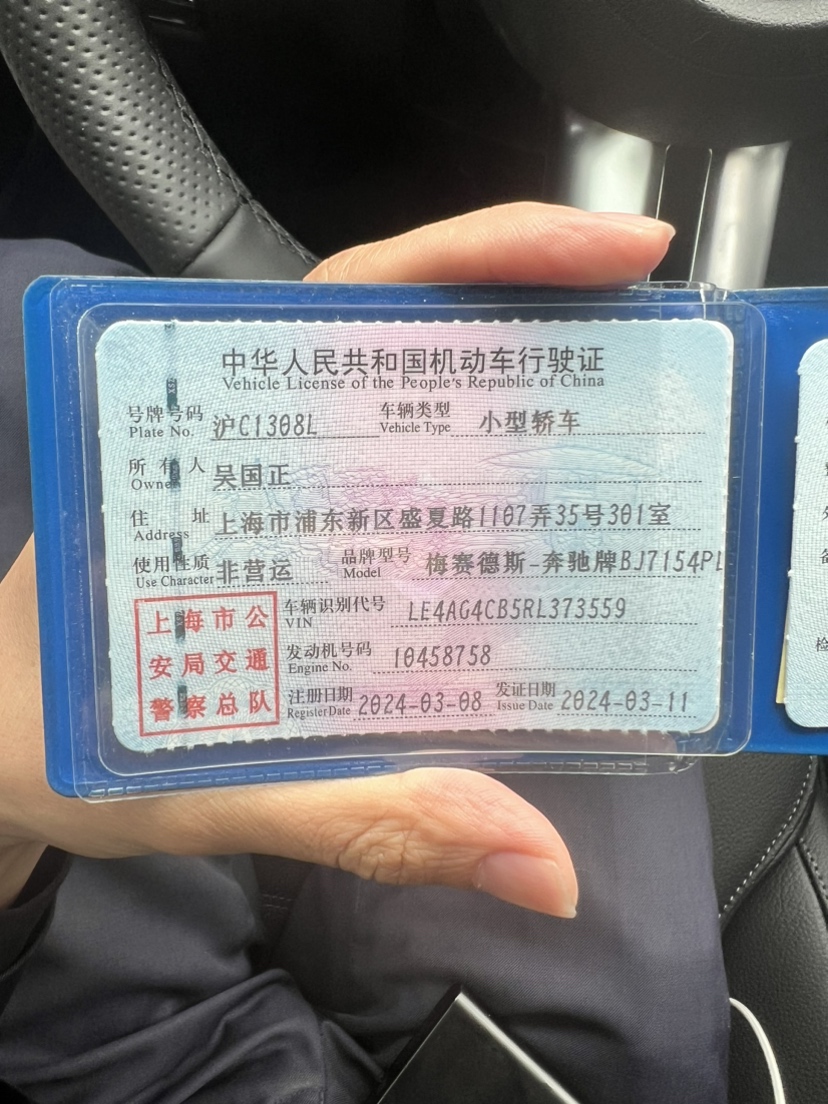 中华人民共和国机动车行驶证
Vehicle License of the People's Republic of China
号牌号码 Plate No. 沪C1308L 车辆类型 Vehicle Type 小型轿车
所有人 Owner 吴国正
住址 Address 上海市浦东新区盛夏路1107弄35号301室
使用性质 Use Character 非营运 品牌型号 Model 梅赛德斯-奔驰牌BJ7154PL
车辆识别代号 VIN LE4AG4CB5RL373559
发动机号码 Engine No. 10458758
注册日期 Register Date 2024-03-08 发证日期 Issue Date 2024-03-11
上海市公
安局交通
警察总队